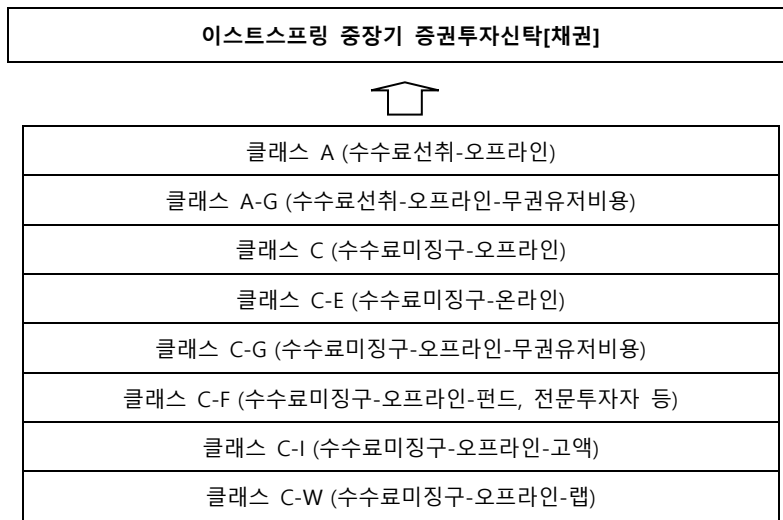 이스트스프링 중장기 증권투자신탁[채권]
클래스 A (수수료선취-오프라인)
클래스 A-G (수수료선취-오프라인-무권유저비용)
클래스 C (수수료미징구-오프라인)
클래스 C-E (수수료미징구-온라인)
클래스 C-G (수수료미징구-오프라인-무권유저비용)
클래스 C-F (수수료미징구-오프라인-펀드, 전문투자자 등)
클래스 C-I (수수료미징구-오프라인-고액)
클래스 C-W (수수료미징구-오프라인-랩)